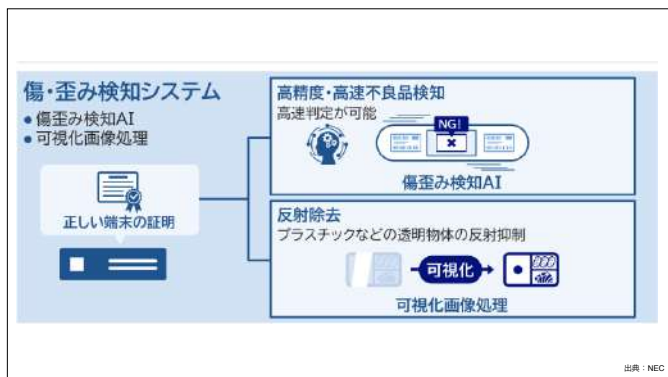 傷・歪み検知システム
● 傷歪み検知AI
● 可視化画像処理
正しい端末の証明
高精度・高速不良品検知
高速判定が可能
NG!
傷歪み検知AI
反射除去
プラスチックなどの透明物体の反射抑制
可視化
可視化画像処理
出典：NEC